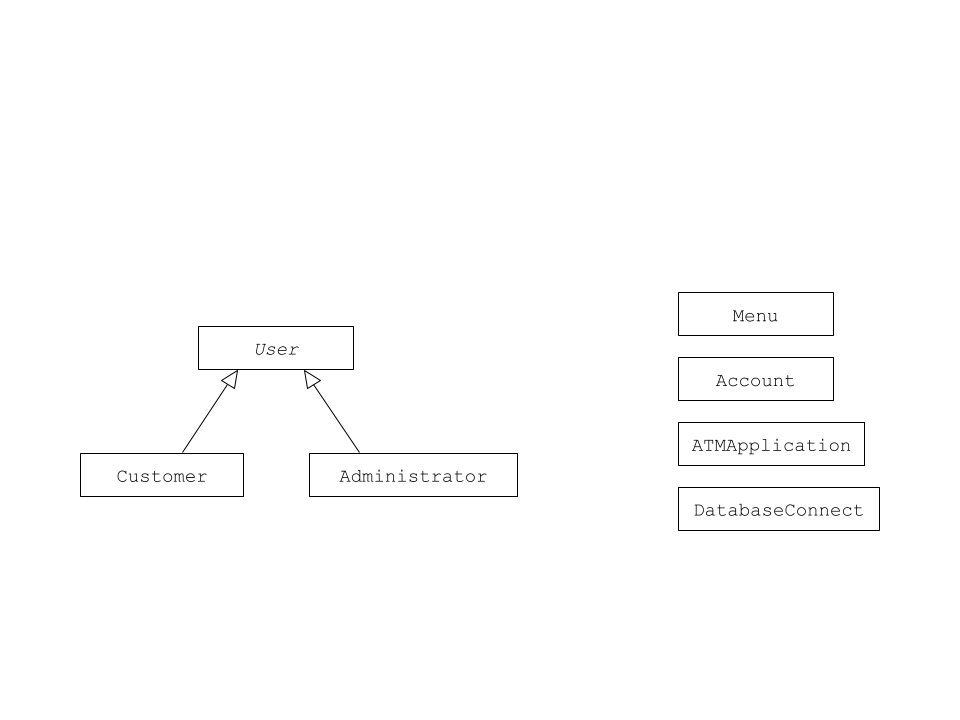 User
Customer
Administrator
Menu
Account
ATMApplication
DatabaseConnect